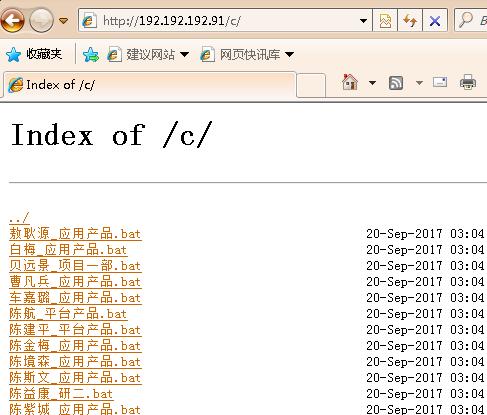 http://192.192.192.91/c/
收藏夹 建议网站 网页快讯库
Index of /c/
Index of /c/
../
敖耿源_应用产品.bat 20-Sep-2017 03:04
白梅_应用产品.bat 20-Sep-2017 03:04
贝远景_项目一部.bat 20-Sep-2017 03:04
曹凡兵_应用产品.bat 20-Sep-2017 03:04
车嘉璐_应用产品.bat 20-Sep-2017 03:04
陈航_平台产品.bat 20-Sep-2017 03:04
陈建平_平台产品.bat 20-Sep-2017 03:04
陈金梅_应用产品.bat 20-Sep-2017 03:04
陈境森_应用产品.bat 20-Sep-2017 03:04
陈斯文_应用产品.bat 20-Sep-2017 03:04
陈益康_研二.bat 20-Sep-2017 03:04
陈紫城_应用产品.bat 20-Sep-2017 03:04